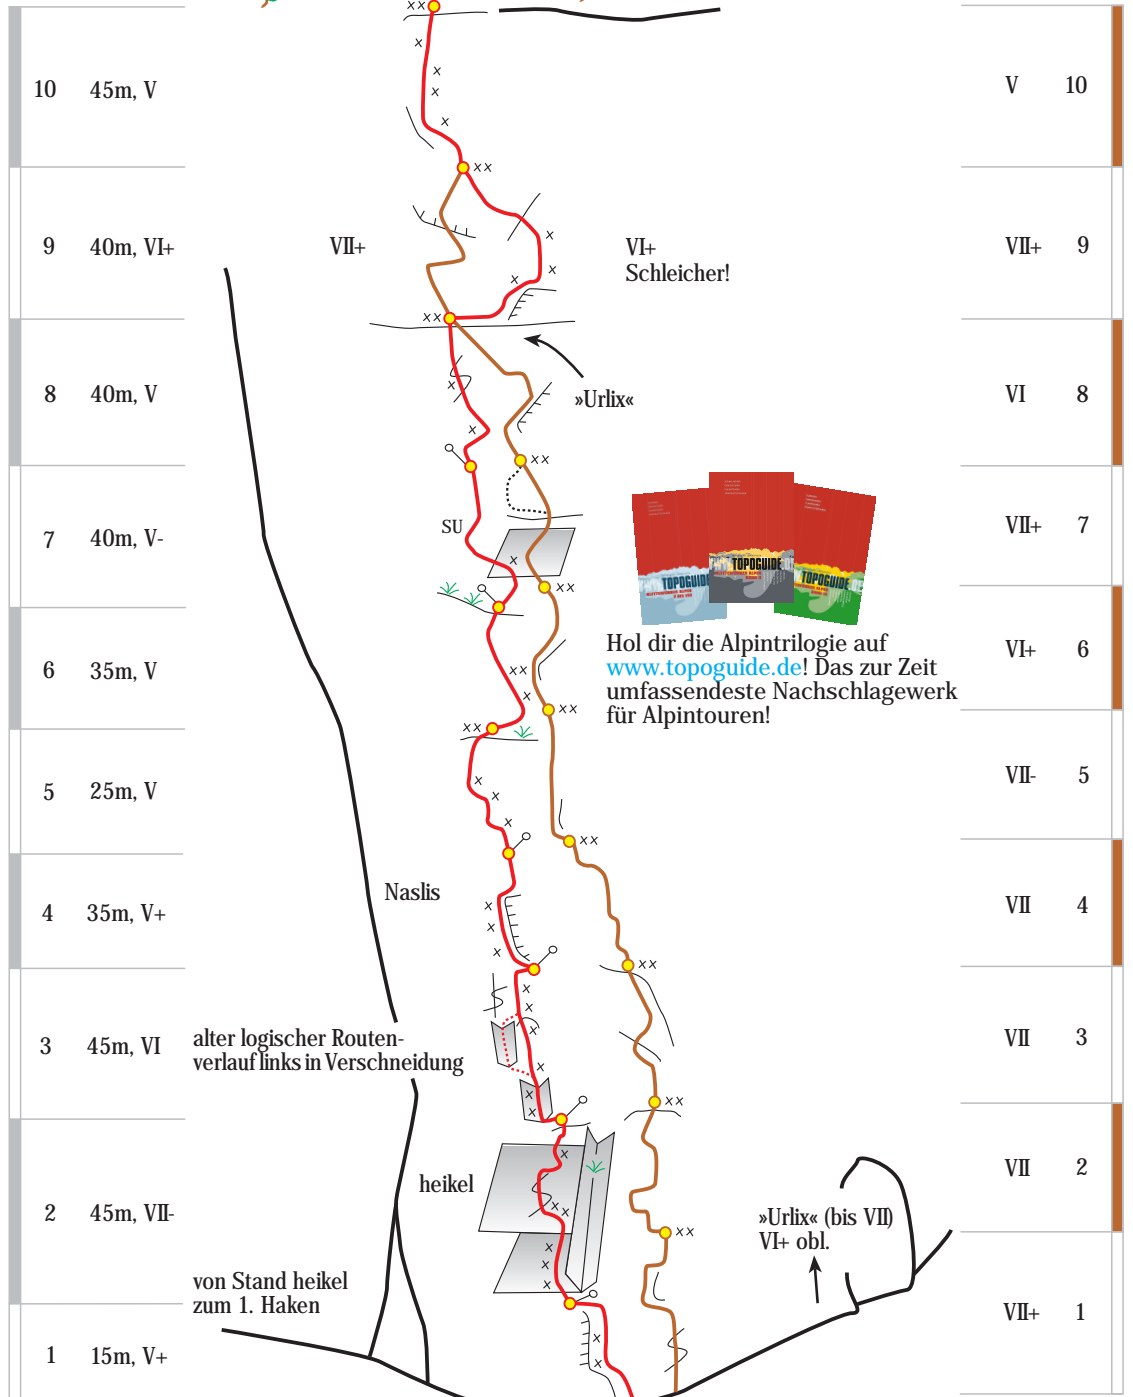 10 45m, V
V 10
9 40m, VI+
VII+
VI+
Schleicher!
VII+ 9
8 40m, V
»Urlix«
VI 8
7 40m, V-
SU
VII+ 7
TOPOGUIDE
TOPOGUIDE
TOPOGUIDE
Hol dir die Alpintrilogie auf
www.topoguide.de! Das zur Zeit
umfassendeste Nachschlagewerk
für Alpintouren!
6 35m, V
VI+ 6
5 25m, V
VII- 5
Naslis
4 35m, V+
VII 4
3 45m, VI
alter logischer Routen-
verlauf links in Verschneidung
VII 3
heikel
2 45m, VII-
VII 2
»Urlix« (bis VII)
VI+ obl.
von Stand heikel
zum 1. Haken
1 15m, V+
VII+ 1